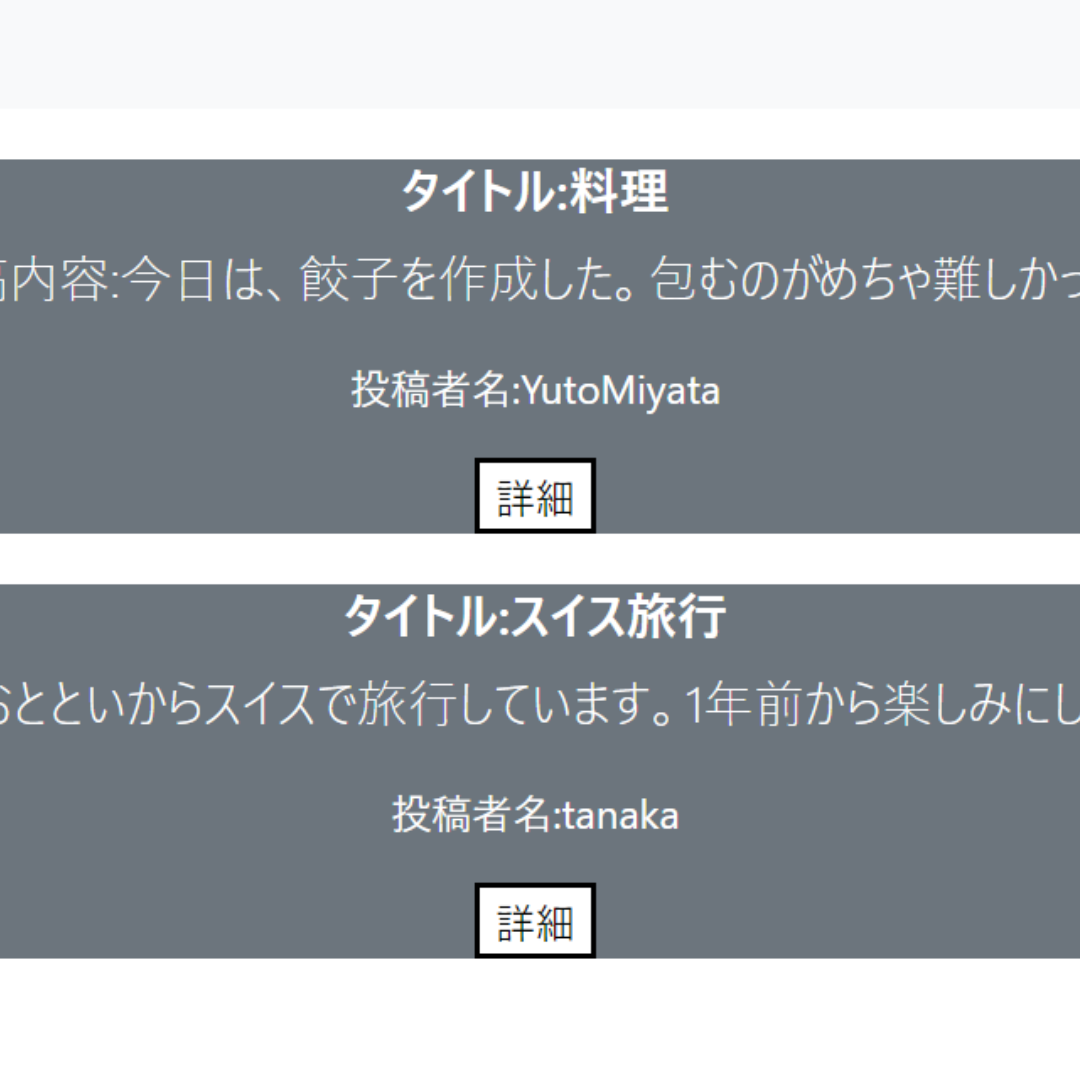 タイトル:料理
内容:今日は、餃子を作成した。包むのがめちゃ難しかつ
投稿者名:YutoMiyata
詳細
タイトル:スイス旅行
おとといからスイスで旅行しています。1年前から楽しみにし
投稿者名:tanaka
詳細